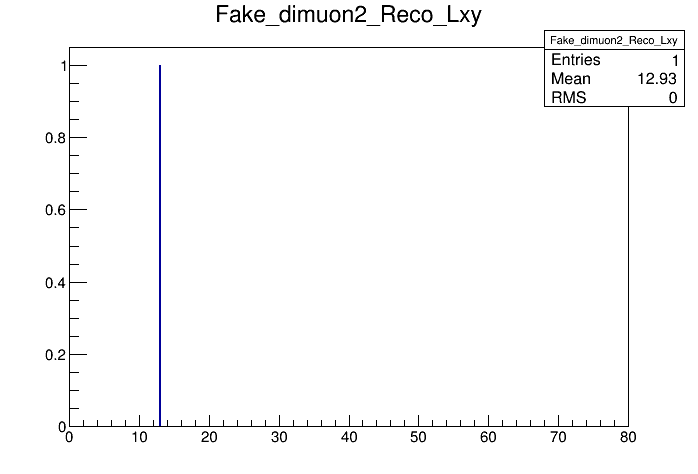 Fake_dimuon2_Reco_Lxy
Fake_dimuon2_Reco_Lxy
Entries 1
Mean 12.93
RMS 0
1
0.8
0.6
0.4
0.2
0
0 10 20 30 40 50 60 70 80